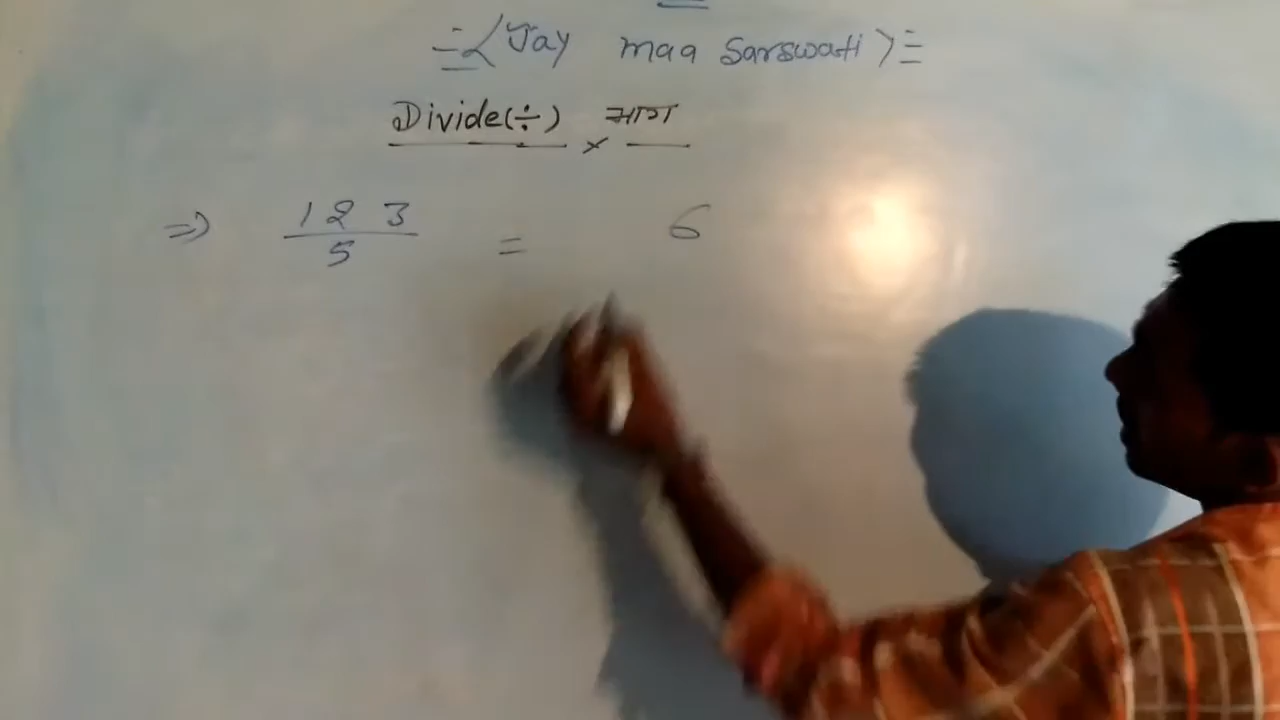 =< Jay maa Sarswati >=
Divide(÷) × भाग
⇒ 123/5 = 6